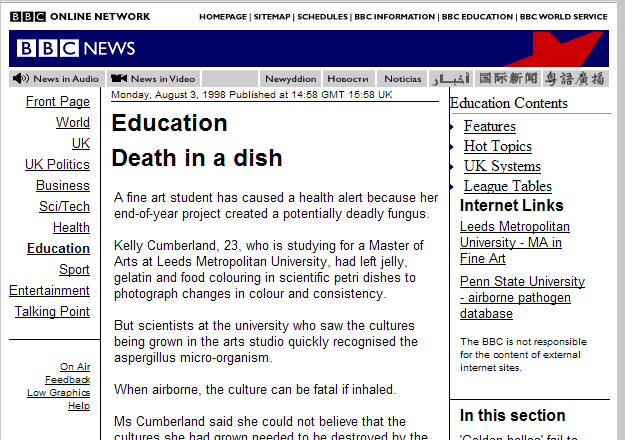 BBC ONLINE NETWORK
HOMEPAGE | SITEMAP | SCHEDULES | BBC INFORMATION | BBC EDUCATION | BBC WORLD SERVICE
BBC NEWS
News in Audio News in Video Newyddion Новости Noticias أخبار 国际新闻 粤語廣播
Monday, August 3, 1998 Published at 14:58 GMT 15:58 UK
Front Page
World
UK
UK Politics
Business
Sci/Tech
Health
Education
Sport
Entertainment
Talking Point
On Air
Feedback
Low Graphics
Help
Education
Death in a dish
A fine art student has caused a health alert because her
end-of-year project created a potentially deadly fungus.
Kelly Cumberland, 23, who is studying for a Master of
Arts at Leeds Metropolitan University, had left jelly,
gelatin and food colouring in scientific petri dishes to
photograph changes in colour and consistency.
But scientists at the university who saw the cultures
being grown in the arts studio quickly recognised the
aspergillus micro-organism.
When airborne, the culture can be fatal if inhaled.
Ms Cumberland said she could not believe that the
cultures she had grown needed to be destroyed by the
Education Contents
Features
Hot Topics
UK Systems
League Tables
Internet Links
Leeds Metropolitan
University - MA in
Fine Art
Penn State University
- airborne pathogen
database
The BBC is not responsible
for the content of external
internet sites.
In this section
'Golden hellos' fail to